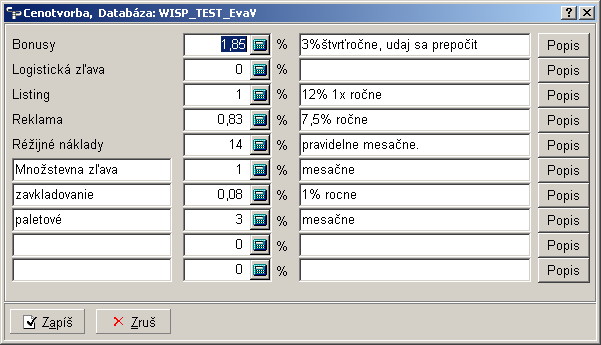 Cenotvorba, Databáza: WISP_TEST_EvaV
Bonusy 1,85 % 3%štvrťročne, udaj sa prepočit Popis
Logistická zľava 0 % Popis
Listing 1 % 12% 1x ročne Popis
Reklama 0,83 % 7,5% ročne Popis
Réžijné náklady 14 % pravidelne mesačne. Popis
Množstevna zľava 1 % mesačne Popis
zavkladovanie 0,08 % 1% rocne Popis
paletové 3 % mesačne Popis
0 % Popis
0 % Popis
Zapíš Zruš